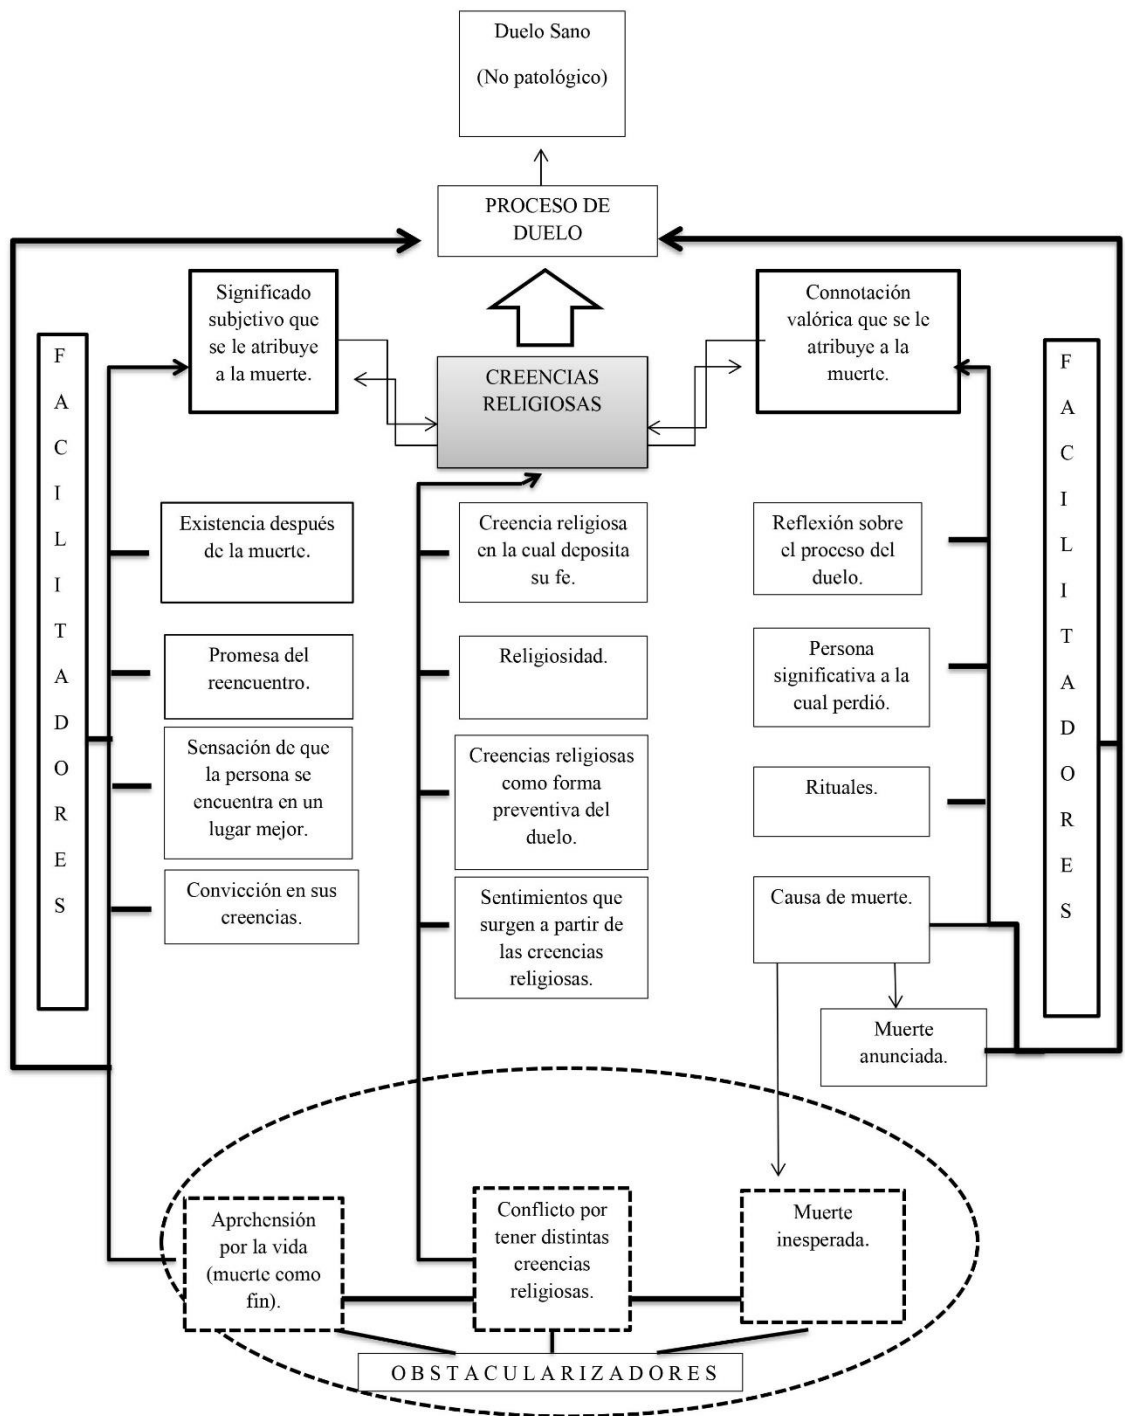 Duelo Sano
(No patológico)
PROCESO DE
DUELO
Significado
subjetivo que
se le atribuye
a la muerte.
CREENCIAS
RELIGIOSAS
Connotación
valórica que se le
atribuye a la
muerte.
F A C I L I T A D O R E S
Existencia después
de la muerte.
Promesa del
reencuentro.
Sensación de que
la persona se
encuentra en un
lugar mejor.
Convicción en sus
creencias.
Creencia religiosa
en la cual deposita
su fe.
Religiosidad.
Creencias religiosas
como forma
preventiva del
duelo.
Sentimientos que
surgen a partir de
las creencias
religiosas.
Reflexión sobre
el proceso del
duelo.
Persona
significativa a la
cual perdió.
Rituales.
Causa de muerte.
Muerte
anunciada.
F A C I L I T A D O R E S
Aprehensión
por la vida
(muerte como
fin).
Conflicto por
tener distintas
creencias
religiosas.
Muerte
inesperada.
O B S T A C U L A R I Z A D O R E S